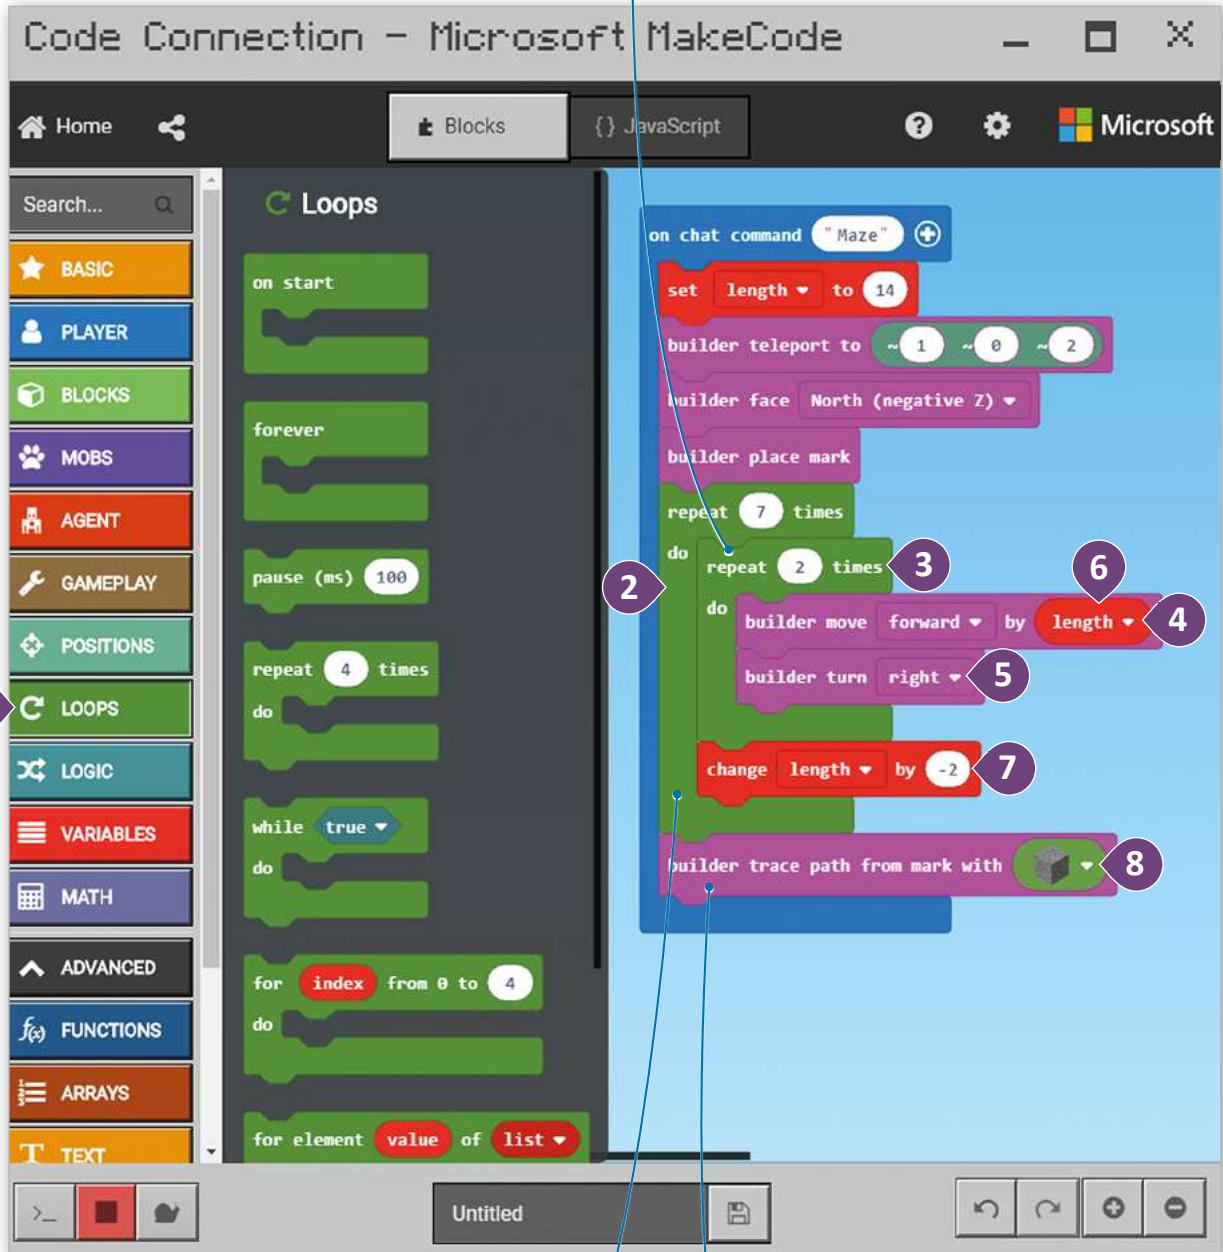 Code Connection - Microsoft MakeCode
Home
Blocks
{} JavaScript
Microsoft
Search...
BASIC
PLAYER
BLOCKS
MOBS
AGENT
GAMEPLAY
POSITIONS
LOOPS
LOGIC
VARIABLES
MATH
ADVANCED
f(x) FUNCTIONS
ARRAYS
T TEXT
Loops
on start
forever
pause (ms) 100
repeat 4 times
do
while true
do
for index from 0 to 4
do
for element value of list
on chat command "Maze"
set length to 14
builder teleport to ~1 ~0 ~2
builder face North (negative Z)
builder place mark
repeat 7 times
do
repeat 2 times
3
2
6
do
builder move forward by length
4
builder turn right
5
change length by -2
7
builder trace path from mark with
8
>_
Untitled